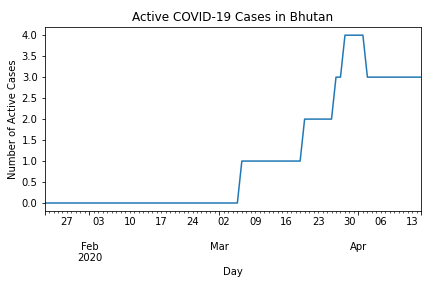 Active COVID-19 Cases in Bhutan
Number of Active Cases
4.0
3.5
3.0
2.5
2.0
1.5
1.0
0.5
0.0
27 03 10 17 24 02 09 16 23 30 06 13
Feb Mar Apr
2020
Day